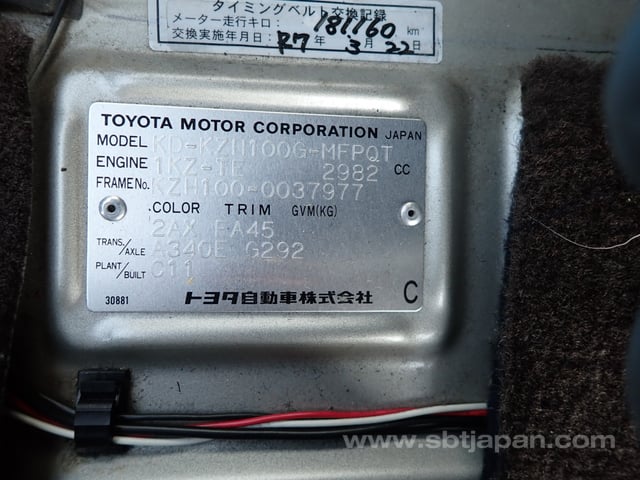 タイミングベルト交換記録
メーター走行キロ： 181160 km
交換実施年月日： R7 年 3 月 22 日
TOYOTA MOTOR CORPORATION JAPAN
MODEL KD-KZH100G-MFPQT
ENGINE 1KZ-TE 2982 CC
FRAME No. KZH100-0037977
COLOR TRIM GVM(KG)
2AX FA45
TRANS./AXLE A340E G292
PLANT/BUILT C11
30881 トヨタ自動車株式会社 C
www.sbtjapan.com